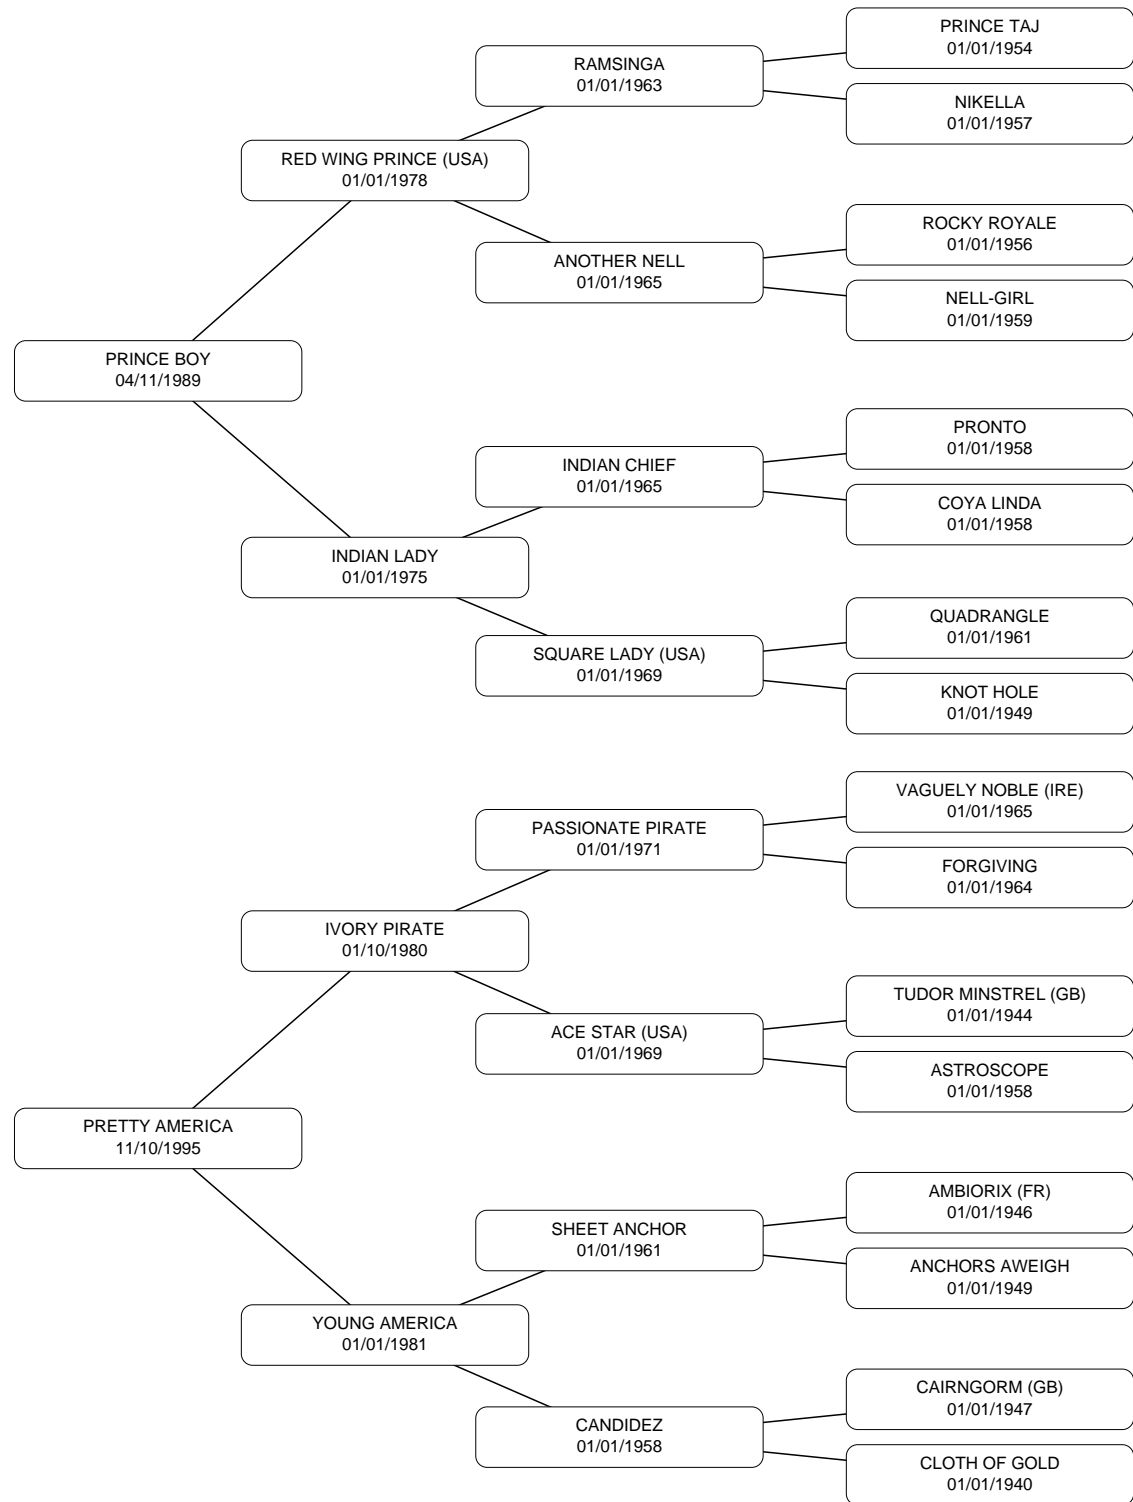 PRINCE TAJ
01/01/1954
RAMSINGA
01/01/1963
NIKELLA
01/01/1957
RED WING PRINCE (USA)
01/01/1978
ROCKY ROYALE
01/01/1956
ANOTHER NELL
01/01/1965
NELL-GIRL
01/01/1959
PRINCE BOY
04/11/1989
PRONTO
01/01/1958
INDIAN CHIEF
01/01/1965
COYA LINDA
01/01/1958
INDIAN LADY
01/01/1975
QUADRANGLE
01/01/1961
SQUARE LADY (USA)
01/01/1969
KNOT HOLE
01/01/1949
VAGUELY NOBLE (IRE)
01/01/1965
PASSIONATE PIRATE
01/01/1971
FORGIVING
01/01/1964
IVORY PIRATE
01/10/1980
TUDOR MINSTREL (GB)
01/01/1944
ACE STAR (USA)
01/01/1969
ASTROSCOPE
01/01/1958
PRETTY AMERICA
11/10/1995
AMBIORIX (FR)
01/01/1946
SHEET ANCHOR
01/01/1961
ANCHORS AWEIGH
01/01/1949
YOUNG AMERICA
01/01/1981
CAIRNGORM (GB)
01/01/1947
CANDIDEZ
01/01/1958
CLOTH OF GOLD
01/01/1940